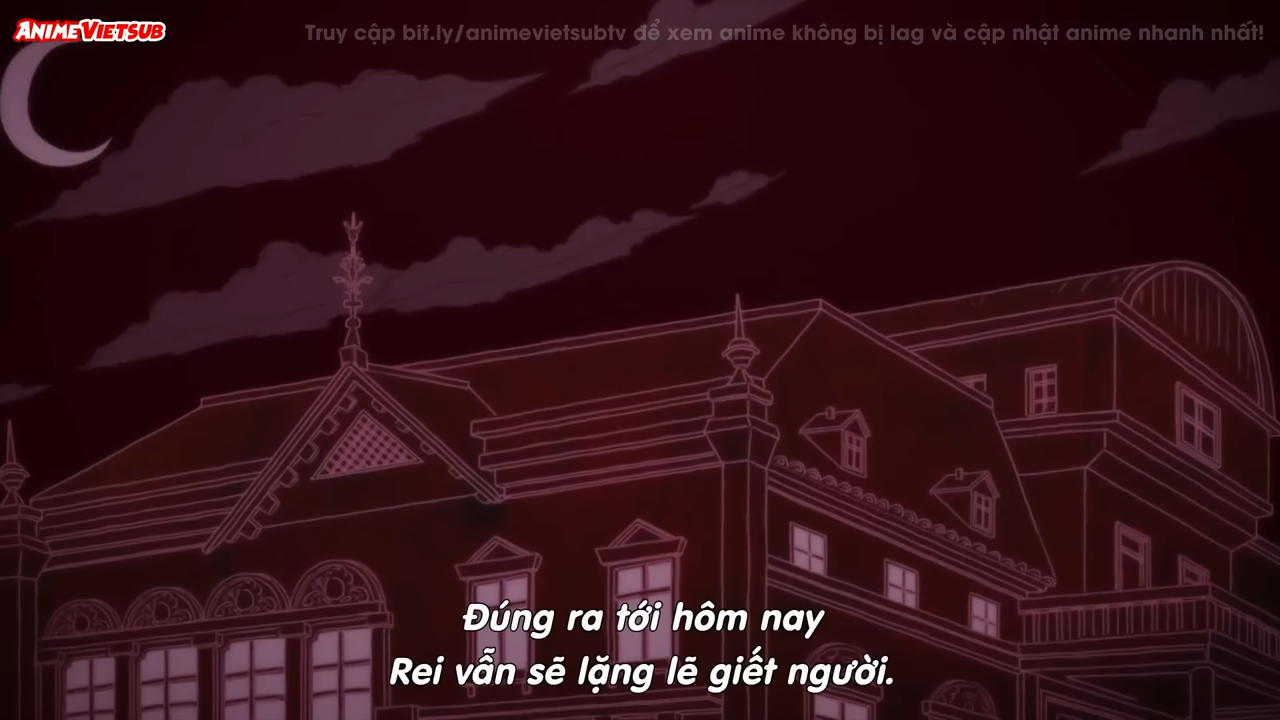 ANIMEVIETSUB
Truy cập bit.ly/animevietsubtv để xem anime không bị lag và cập nhật anime nhanh nhất!
Đúng ra tới hôm nay
Rei vẫn sẽ lặng lẽ giết người.